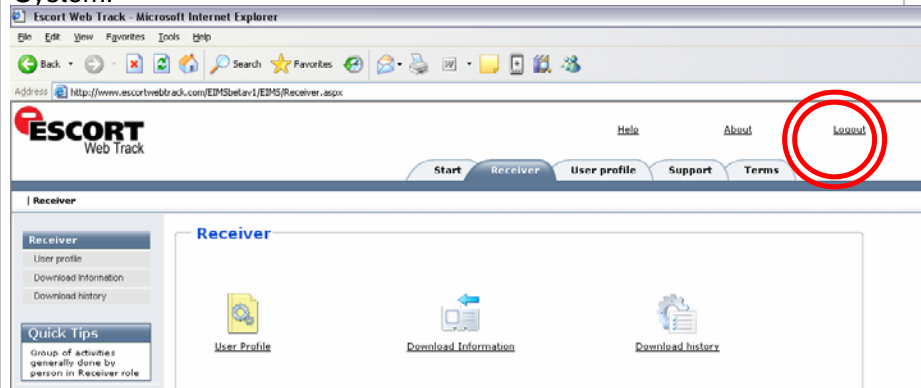 System.
Escort Web Track - Microsoft Internet Explorer
File Edit View Favorites Tools Help
Back Search Favorites
Address http://www.escortwebtrack.com/EIMSbetav1/EIMS/Receiver.aspx
ESCORT
Web Track
Help About Logout
Start Receiver User profile Support Terms
| Receiver
Receiver
User profile
Download Information
Download history
Quick Tips
Group of activities
generally done by
person in Receiver role
Receiver
User Profile Download Information Download history